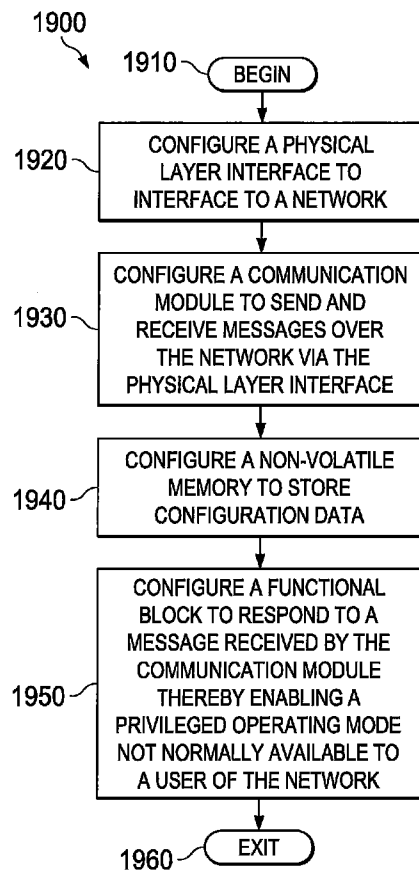 1900
1910
BEGIN
1920
CONFIGURE A PHYSICAL
LAYER INTERFACE TO
INTERFACE TO A NETWORK
1930
CONFIGURE A COMMUNICATION
MODULE TO SEND AND
RECEIVE MESSAGES OVER
THE NETWORK VIA THE
PHYSICAL LAYER INTERFACE
1940
CONFIGURE A NON-VOLATILE
MEMORY TO STORE
CONFIGURATION DATA
1950
CONFIGURE A FUNCTIONAL
BLOCK TO RESPOND TO A
MESSAGE RECEIVED BY THE
COMMUNICATION MODULE
THEREBY ENABLING A
PRIVILEGED OPERATING MODE
NOT NORMALLY AVAILABLE TO
A USER OF THE NETWORK
1960
EXIT